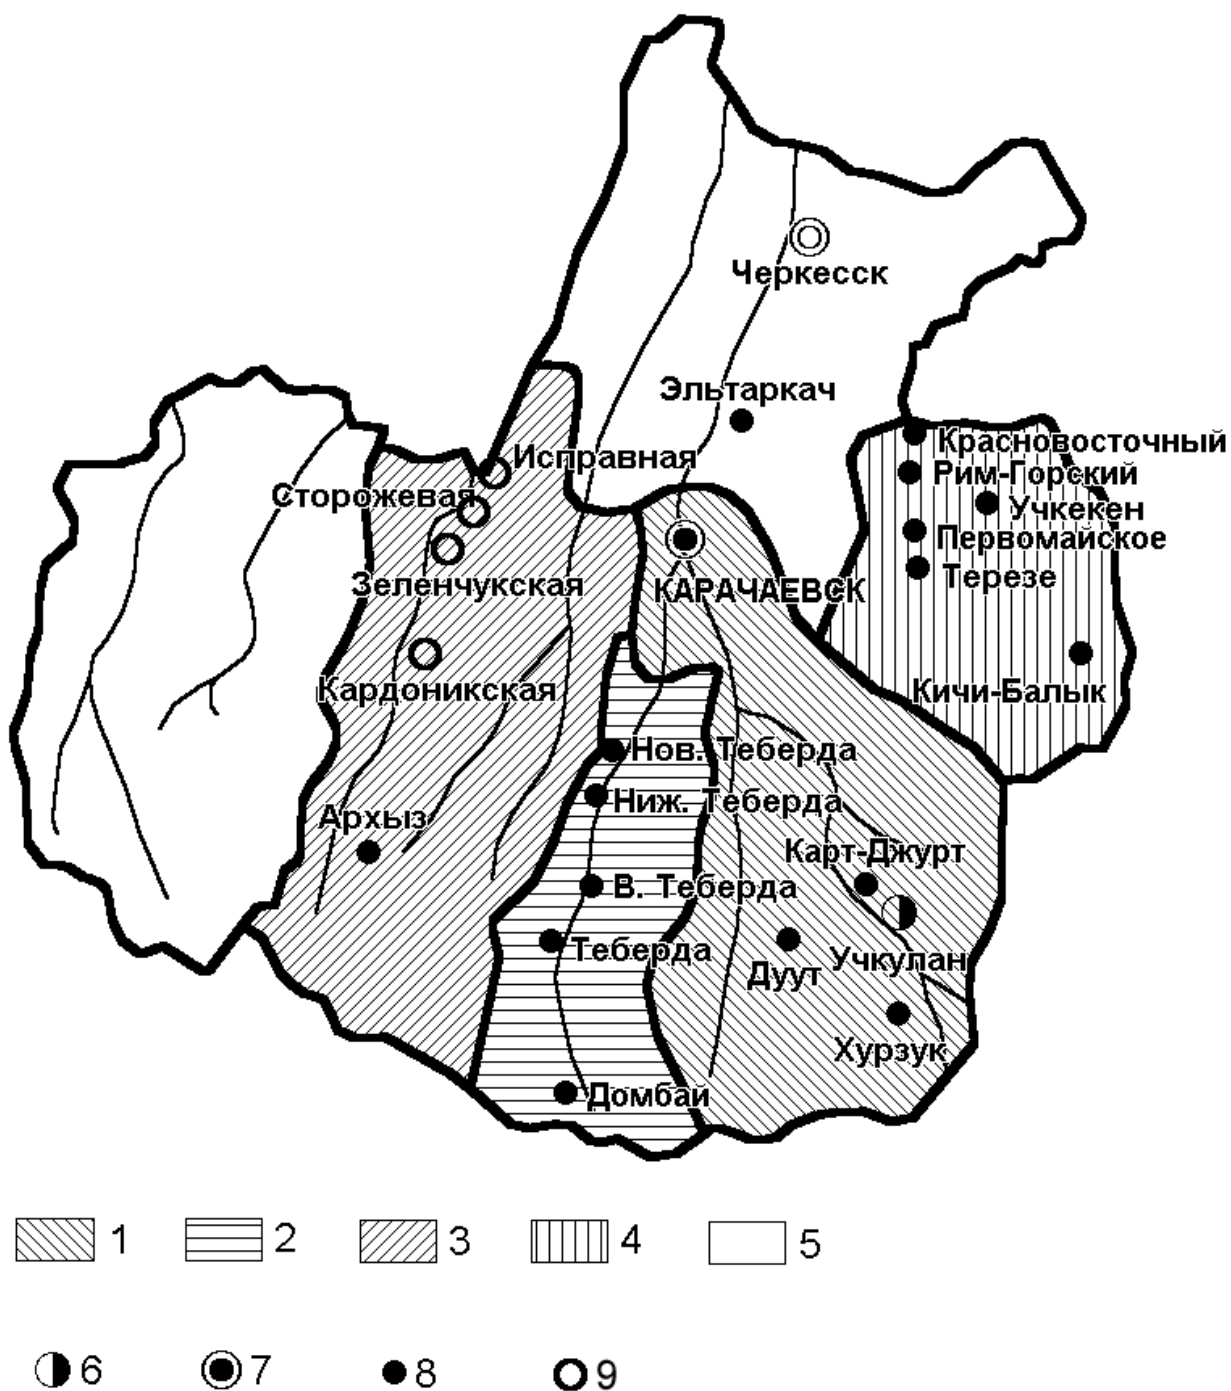 Черкесск
Эльтаркач
Исправная
Красновосточный
Рим-Горский
Сторожевая
Учкекен
Первомайское
Терезе
Зеленчукская
КАРАЧАЕВСК
Кардоникская
Кичи-Балык
Нов. Теберда
Ниж. Теберда
Архыз
Карт-Джурт
В. Теберда
Теберда
Учкулан
Дуут
Хурзук
Домбай
1 2 3 4 5
6 7 8 9